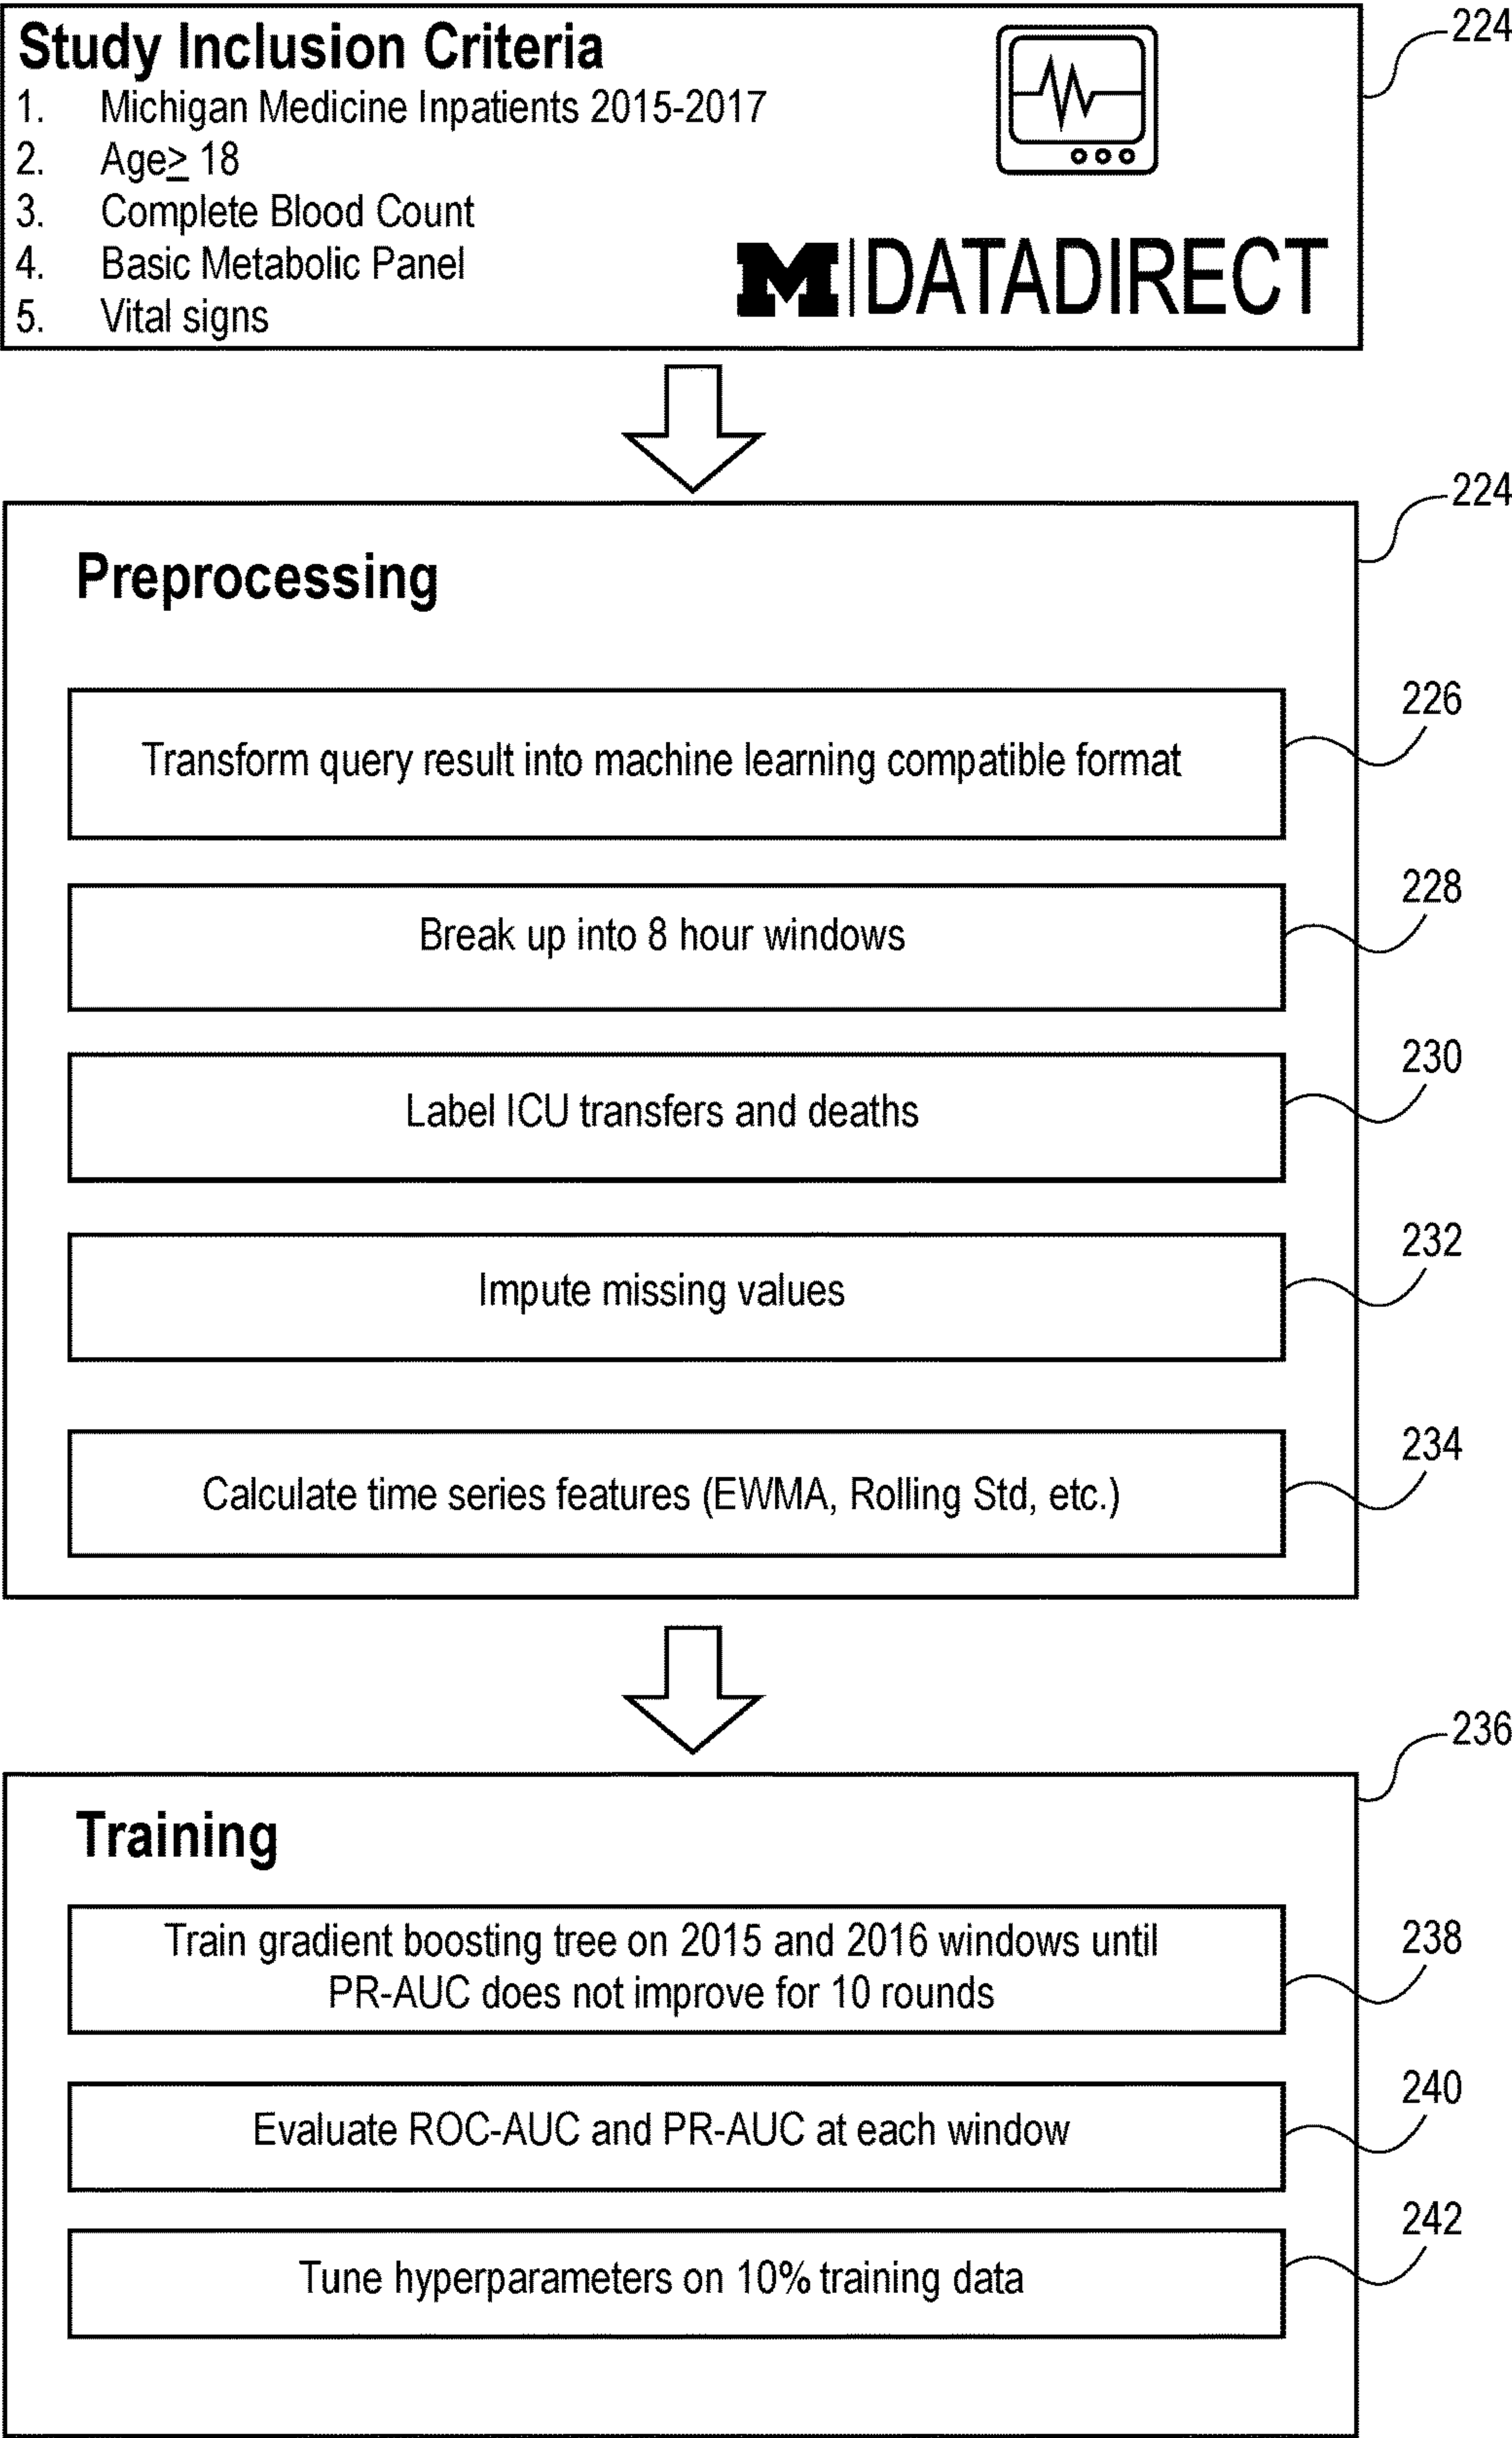 Study Inclusion Criteria
224
1. Michigan Medicine Inpatients 2015-2017
2. Age≥ 18
3. Complete Blood Count
4. Basic Metabolic Panel
5. Vital signs
M|DATADIRECT
224
Preprocessing
226
Transform query result into machine learning compatible format
228
Break up into 8 hour windows
230
Label ICU transfers and deaths
232
Impute missing values
234
Calculate time series features (EWMA, Rolling Std, etc.)
236
Training
238
Train gradient boosting tree on 2015 and 2016 windows until
PR-AUC does not improve for 10 rounds
240
Evaluate ROC-AUC and PR-AUC at each window
242
Tune hyperparameters on 10% training data